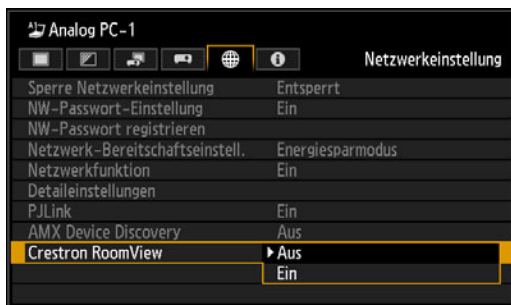 Analog PC-1
Netzwerkeinstellung
Sperre Netzwerkeinstellung Entsperrt
NW-Passwort-Einstellung Ein
NW-Passwort registrieren
Netzwerk-Bereitschaftseinstell. Energiesparmodus
Netzwerkfunktion Ein
Detaileinstellungen
PJLink Ein
AMX Device Discovery Aus
Crestron RoomView Aus
Ein